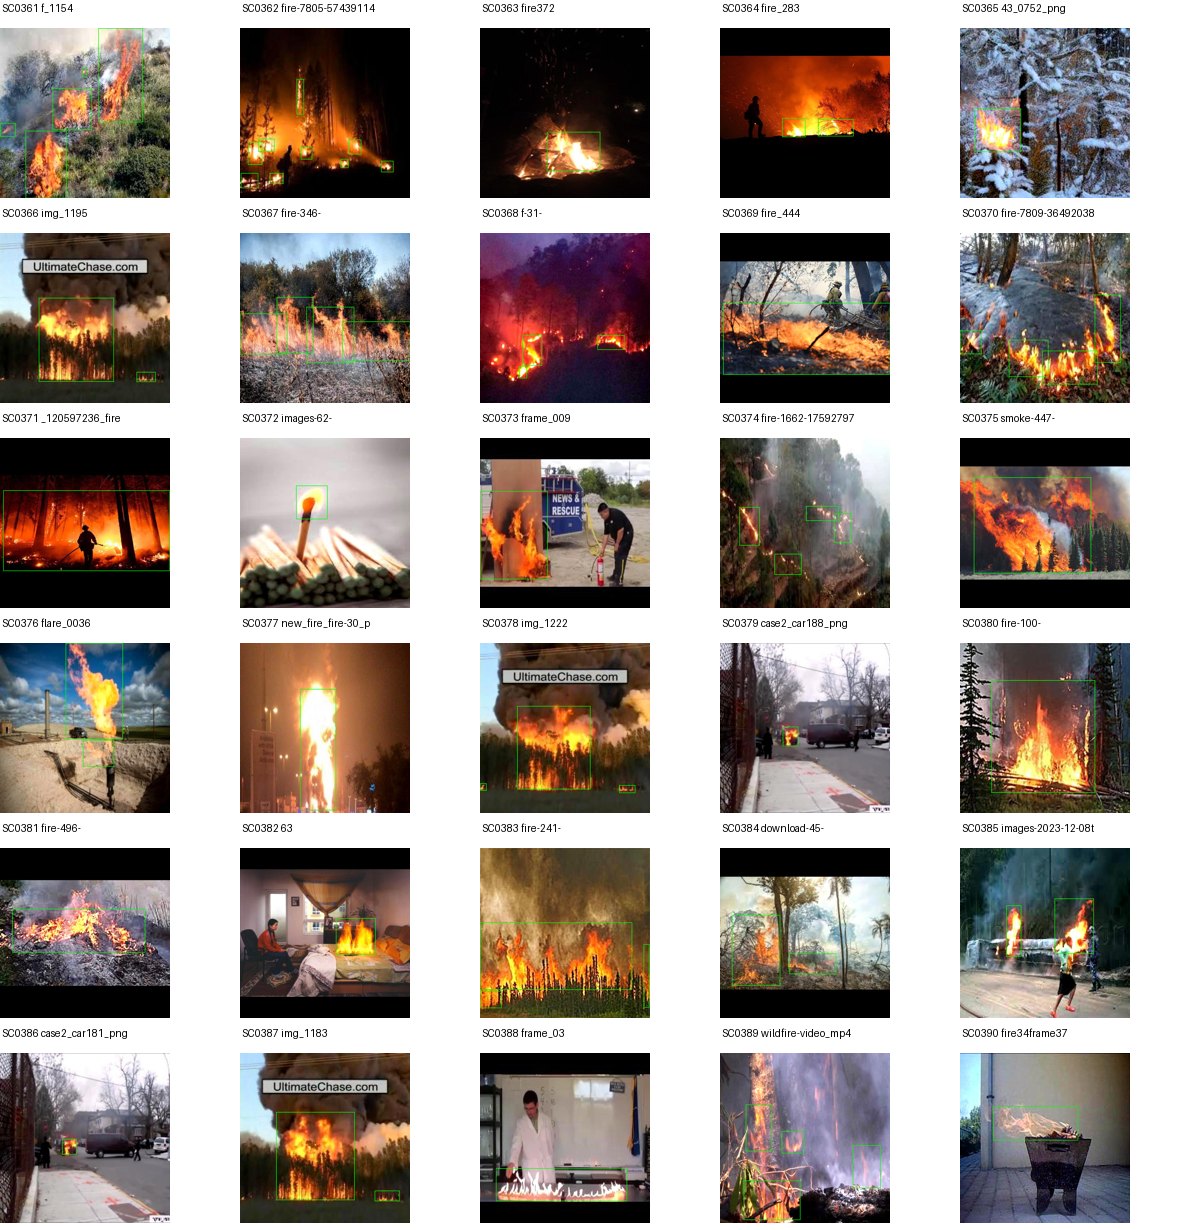 SC0361 f_1154
SC0362 fire-7805-57439114
SC0363 fire372
SC0364 fire_283
SC0365 43_0752_png
SC0366 img_1195
SC0367 fire-346-
SC0368 f-31-
SC0369 fire_444
SC0370 fire-7809-36492038
UltimateChase.com
SC0371 _120597236_fire
SC0372 images-62-
SC0373 frame_009
SC0374 fire-1662-17592797
SC0375 smoke-447-
NEWS &
RESCUE
SC0376 flare_0036
SC0377 new_fire_fire-30_p
SC0378 img_1222
SC0379 case2_car188_png
SC0380 fire-100-
UltimateChase.com
SC0381 fire-496-
SC0382 63
SC0383 fire-241-
SC0384 download-45-
SC0385 images-2023-12-08t
SC0386 case2_car181_png
SC0387 img_1183
SC0388 frame_03
SC0389 wildfire-video_mp4
SC0390 fire34frame37
UltimateChase.com